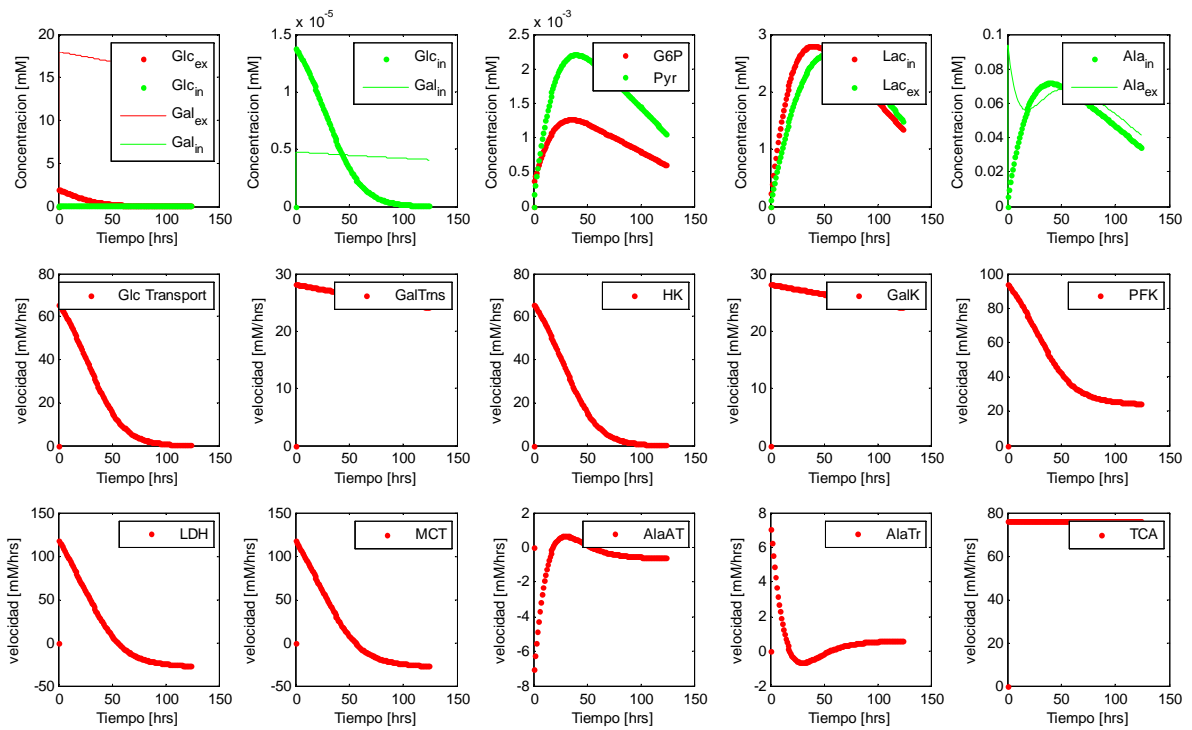 x 10^-5
x 10^-3
Concentracion [mM]
20
15
10
5
0
0 50 100 150
Tiempo [hrs]
Glc_ex
Glc_in
Gal_ex
Gal_in
Concentracion [mM]
1.5
1
0.5
0
0 50 100 150
Tiempo [hrs]
Glc_in
Gal_in
Concentracion [mM]
2.5
2
1.5
1
0.5
0
0 50 100 150
Tiempo [hrs]
G6P
Pyr
Concentracion [mM]
3
2
1
0
0 50 100 150
Tiempo [hrs]
Lac_in
Lac_ex
Concentracion [mM]
0.1
0.08
0.06
0.04
0.02
0
0 50 100 150
Tiempo [hrs]
Ala_in
Ala_ex
velocidad [mM/hrs]
80
60
40
20
0
0 50 100 150
Tiempo [hrs]
Glc Transport
velocidad [mM/hrs]
30
20
10
0
0 50 100 150
Tiempo [hrs]
GalTrns
velocidad [mM/hrs]
80
60
40
20
0
0 50 100 150
Tiempo [hrs]
HK
velocidad [mM/hrs]
30
20
10
0
0 50 100 150
Tiempo [hrs]
GalK
velocidad [mM/hrs]
100
80
60
40
20
0
0 50 100 150
Tiempo [hrs]
PFK
velocidad [mM/hrs]
150
100
50
0
-50
0 50 100 150
Tiempo [hrs]
LDH
velocidad [mM/hrs]
150
100
50
0
-50
0 50 100 150
Tiempo [hrs]
MCT
velocidad [mM/hrs]
2
0
-2
-4
-6
-8
0 50 100 150
Tiempo [hrs]
AlaAT
velocidad [mM/hrs]
8
6
4
2
0
-2
0 50 100 150
Tiempo [hrs]
AlaTr
velocidad [mM/hrs]
80
60
40
20
0
0 50 100 150
Tiempo [hrs]
TCA